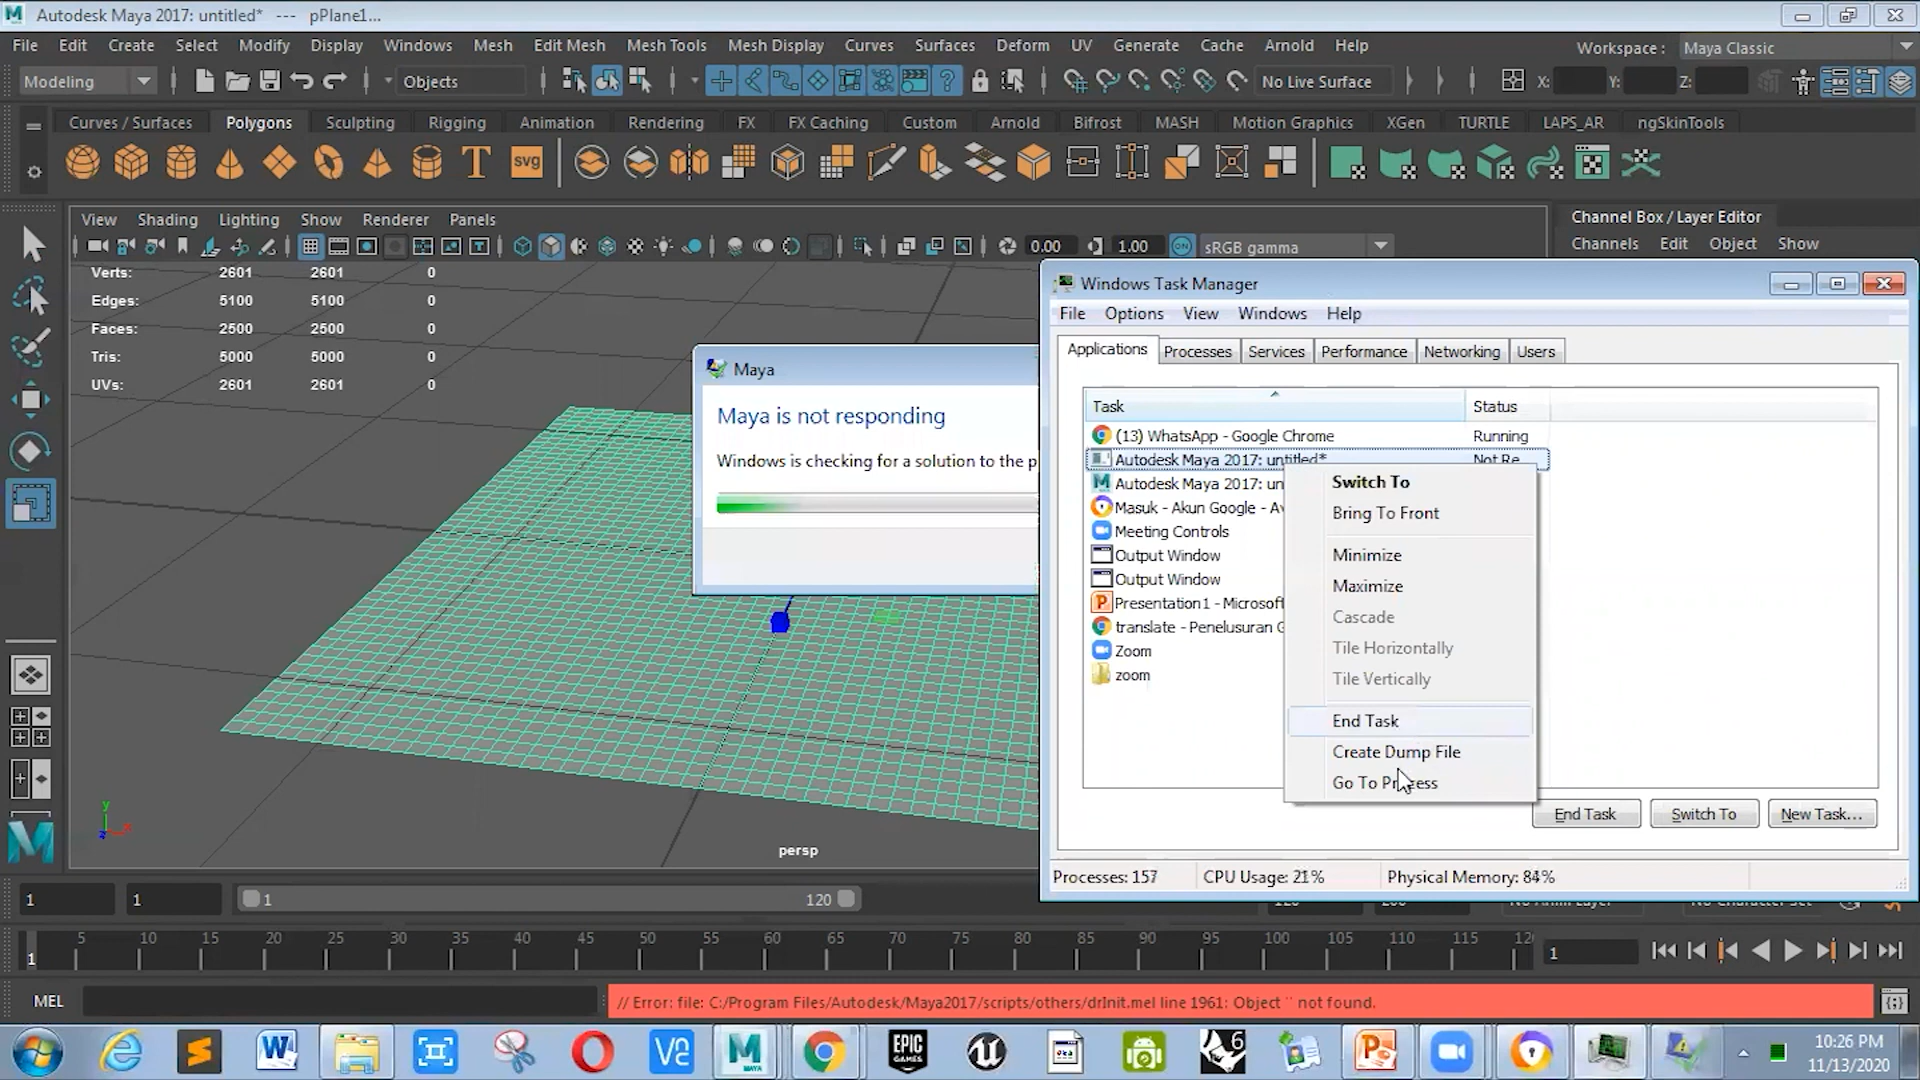 Autodesk Maya 2017: untitled* --- pPlane1...
File Edit Create Select Modify Display Windows Mesh Edit Mesh Mesh Tools Mesh Display Curves Surfaces Deform UV Generate Cache Arnold Help Workspace : Maya Classic
Modeling Objects No Live Surface X: Y: Z:
Curves / Surfaces Polygons Sculpting Rigging Animation Rendering FX FX Caching Custom Arnold Bifrost MASH Motion Graphics XGen TURTLE LAPS_AR ngSkinTools
T SVG
View Shading Lighting Show Renderer Panels
0.00 1.00 ON sRGB gamma
Channel Box / Layer Editor
Channels Edit Object Show
Verts: 2601 2601 0
Edges: 5100 5100 0
Faces: 2500 2500 0
Tris: 5000 5000 0
UVs: 2601 2601 0
Maya
Maya is not responding
Windows is checking for a solution to the p
Windows Task Manager
File Options View Windows Help
Applications Processes Services Performance Networking Users
Task Status
(13) WhatsApp - Google Chrome Running
Autodesk Maya 2017: untitled* Not Re
Autodesk Maya 2017: un
Masuk - Akun Google - Av
Meeting Controls
Output Window
Output Window
Presentation1 - Microsoft
translate - Penelusuran G
Zoom
zoom
Switch To
Bring To Front
Minimize
Maximize
Cascade
Tile Horizontally
Tile Vertically
End Task
Create Dump File
Go To Process
End Task Switch To New Task...
Processes: 157 CPU Usage: 21% Physical Memory: 84%
y
persp
1 1 1 120
5 10 15 20 25 30 35 40 45 50 55 60 65 70 75 80 85 90 95 100 105 110 115 12
1 1
MEL // Error: file: C:/Program Files/Autodesk/Maya2017/scripts/others/drInit.mel line 1961: Object '' not found.
MAYA EPIC GAMES 6
10:26 PM
11/13/2020